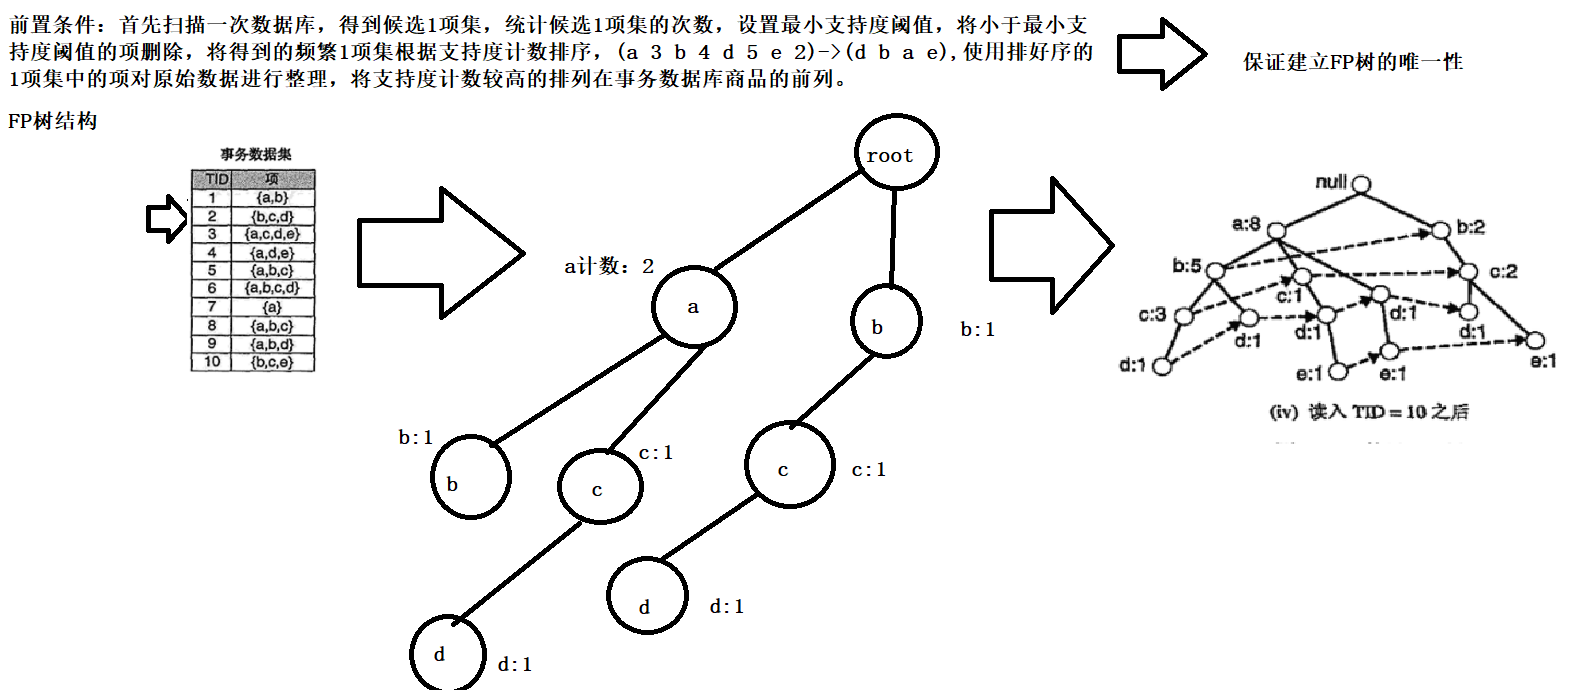 前置条件：首先扫描一次数据库，得到候选1项集，统计候选1项集的次数，设置最小支持度阈值，将小于最小支
持度阈值的项删除，将得到的频繁1项集根据支持度计数排序，(a 3 b 4 d 5 e 2)->(d b a e),使用排好序的
1项集中的项对原始数据进行整理，将支持度计数较高的排列在事务数据库商品的前列。
保证建立FP树的唯一性
FP树结构
事务数据集
TID 项
1 {a,b}
2 {b,c,d}
3 {a,c,d,e}
4 {a,d,e}
5 {a,b,c}
6 {a,b,c,d}
7 {a}
8 {a,b,c}
9 {a,b,d}
10 {b,c,e}
root
a计数：2
a
b
b:1
b:1
b
c:1
c
c
c:1
d
d:1
d
d:1
null
a:8
b:2
b:5
c:2
c:1
c:3
d:1
d:1
d:1
d:1
d:1
e:1
e:1
e:1
(iv) 读入 TID = 10 之后